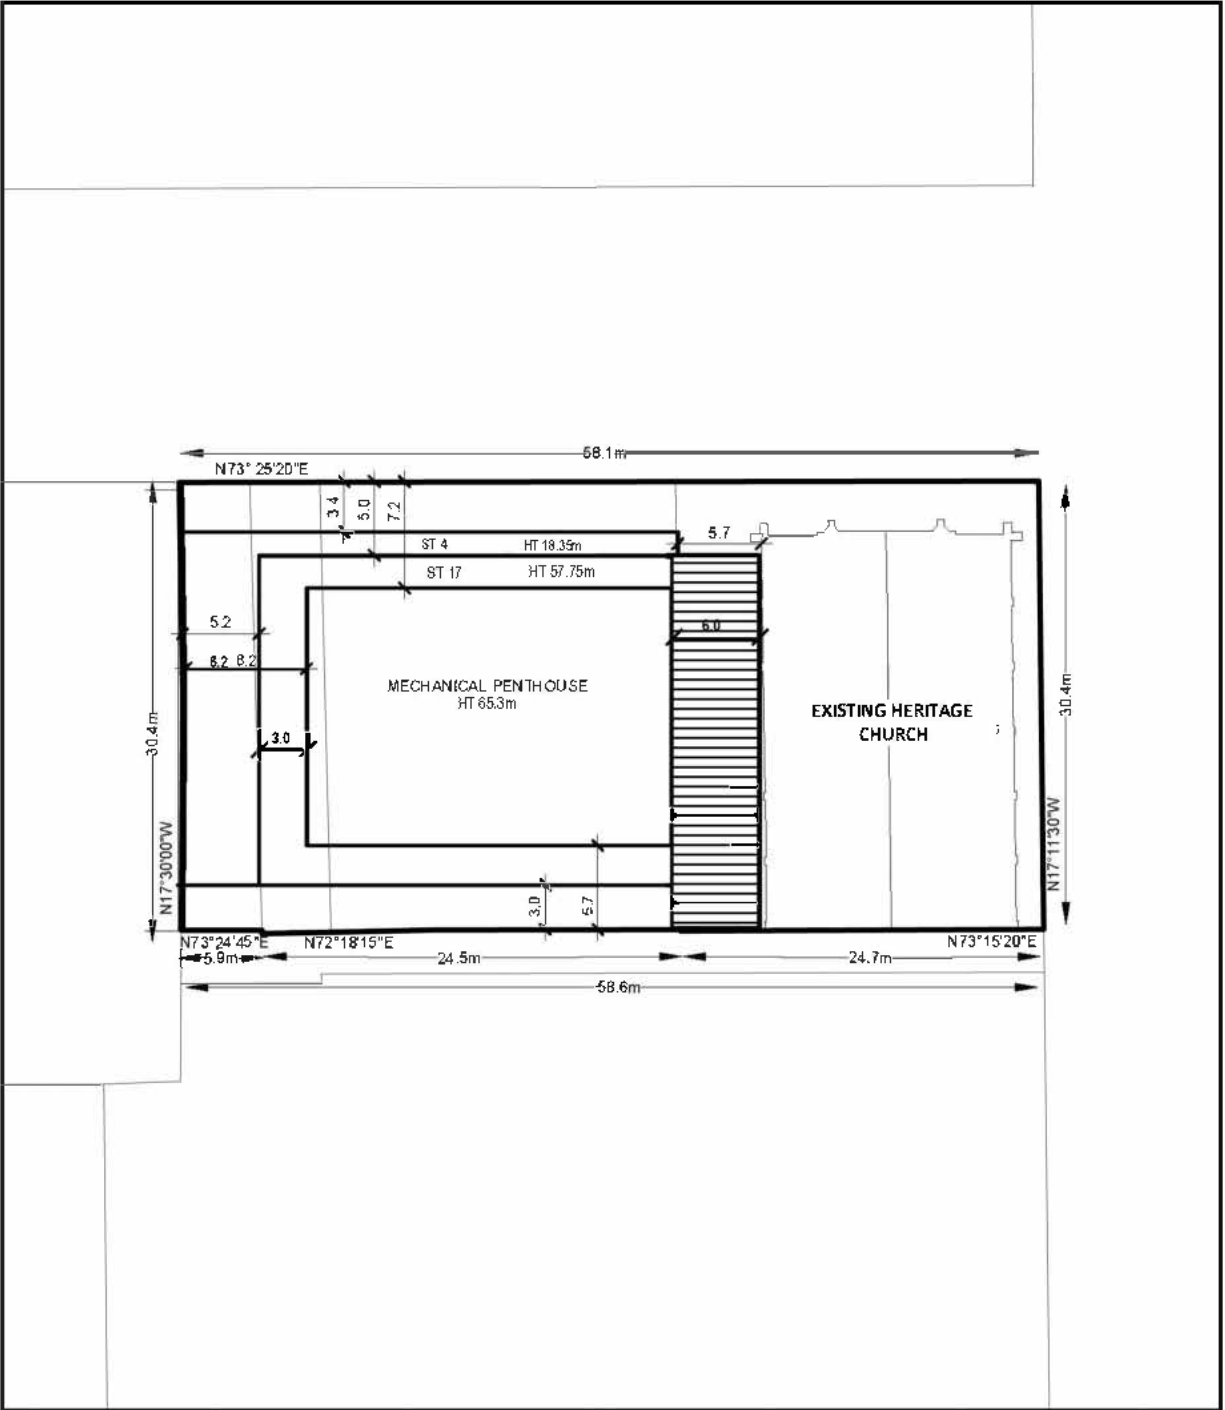 58.1m
N73° 25'20"E
3.4
5.0
7.2
5.7
ST 4 HT 18.35m
ST 17 HT 57.75m
5.2
6.0
8.2 8.2
MECHANICAL PENTHOUSE
HT 65.3m
EXISTING HERITAGE
CHURCH
3.0
30.4m
30.4m
N17°30'00"W
N17°11'30"W
3.0
5.7
N73°24'45"E N72°18'15"E N73°15'20"E
5.9m 24.5m 24.7m
58.6m